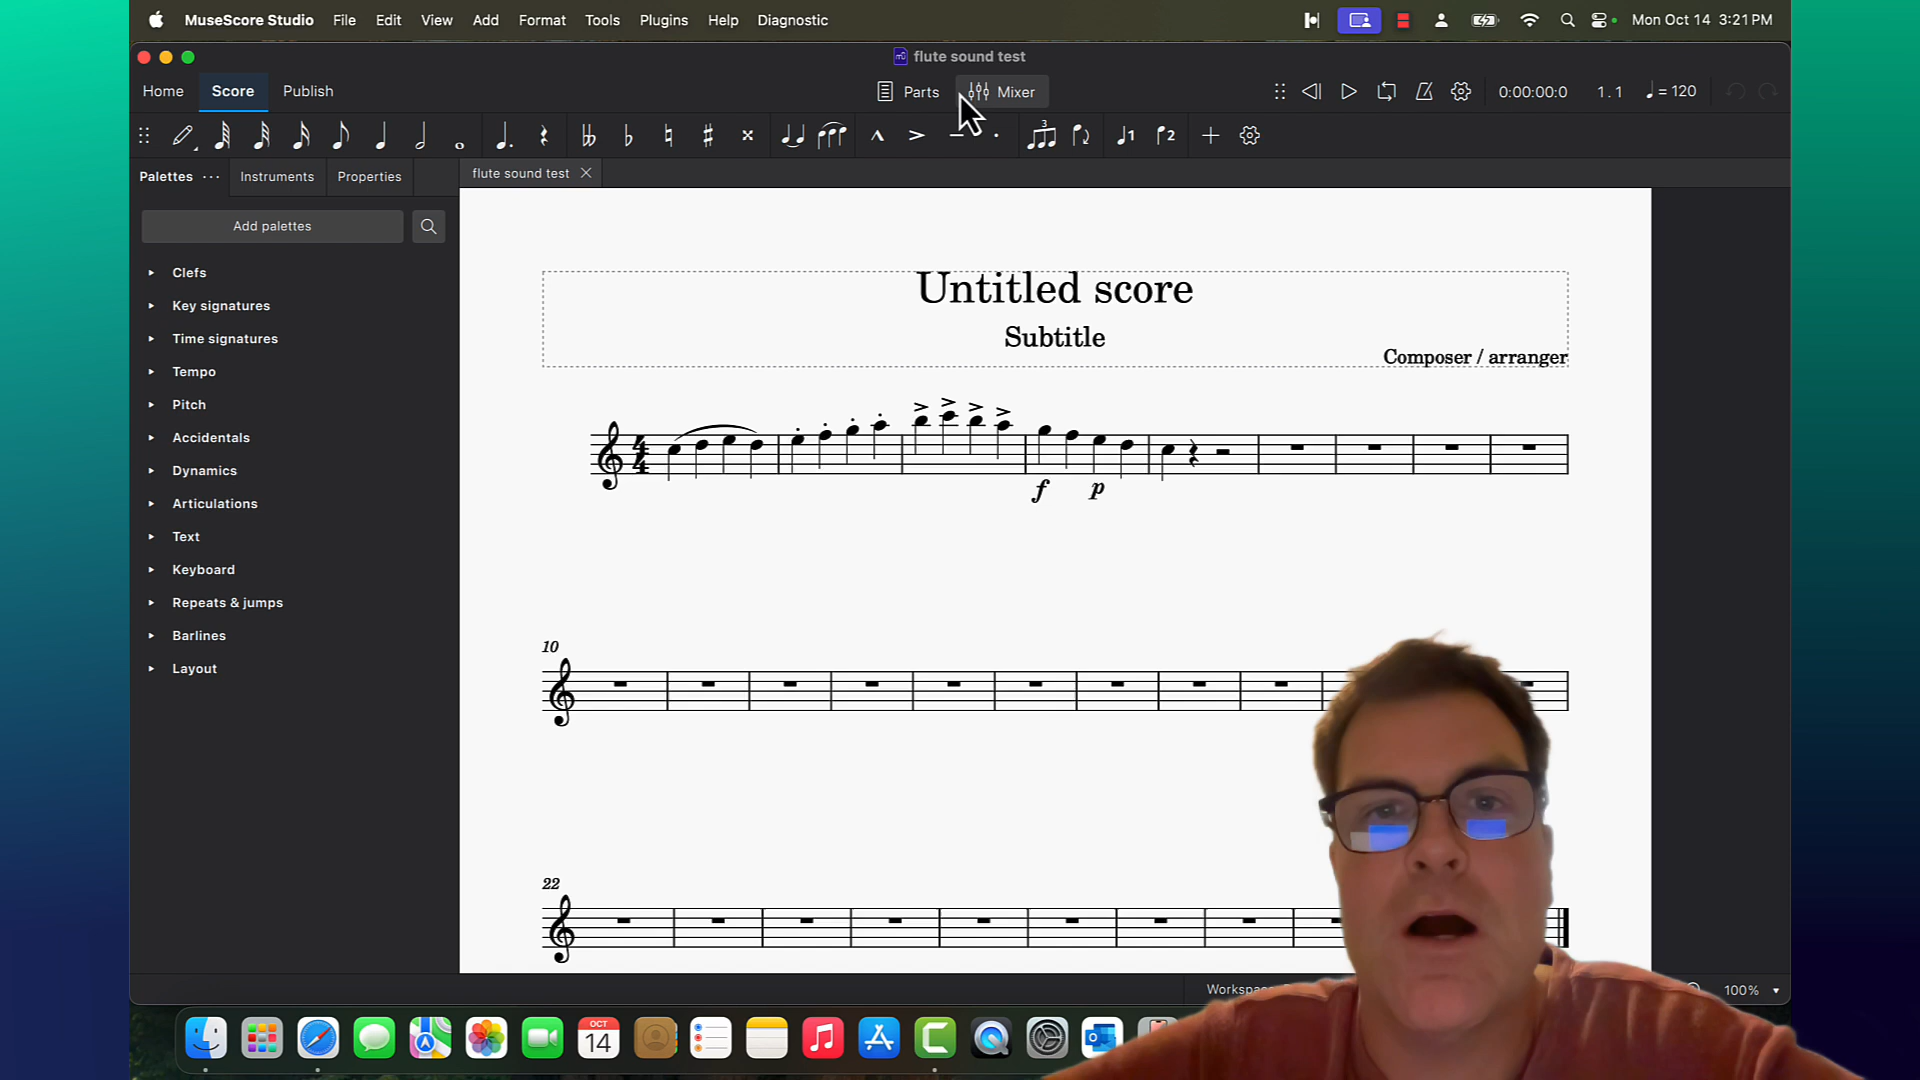 MuseScore Studio File Edit View Add Format Tools Plugins Help Diagnostic Mon Oct 14 3:21 PM
flute sound test
Home Score Publish Parts Mixer 0:00:00:0 1.1 = 120
Palettes ··· Instruments Properties flute sound test
Add palettes
Clefs
Key signatures
Time signatures
Tempo
Pitch
Accidentals
Dynamics
Articulations
Text
Keyboard
Repeats & jumps
Barlines
Layout
Untitled score
Subtitle
Composer / arranger
f p
10
22
100%
OCT
14